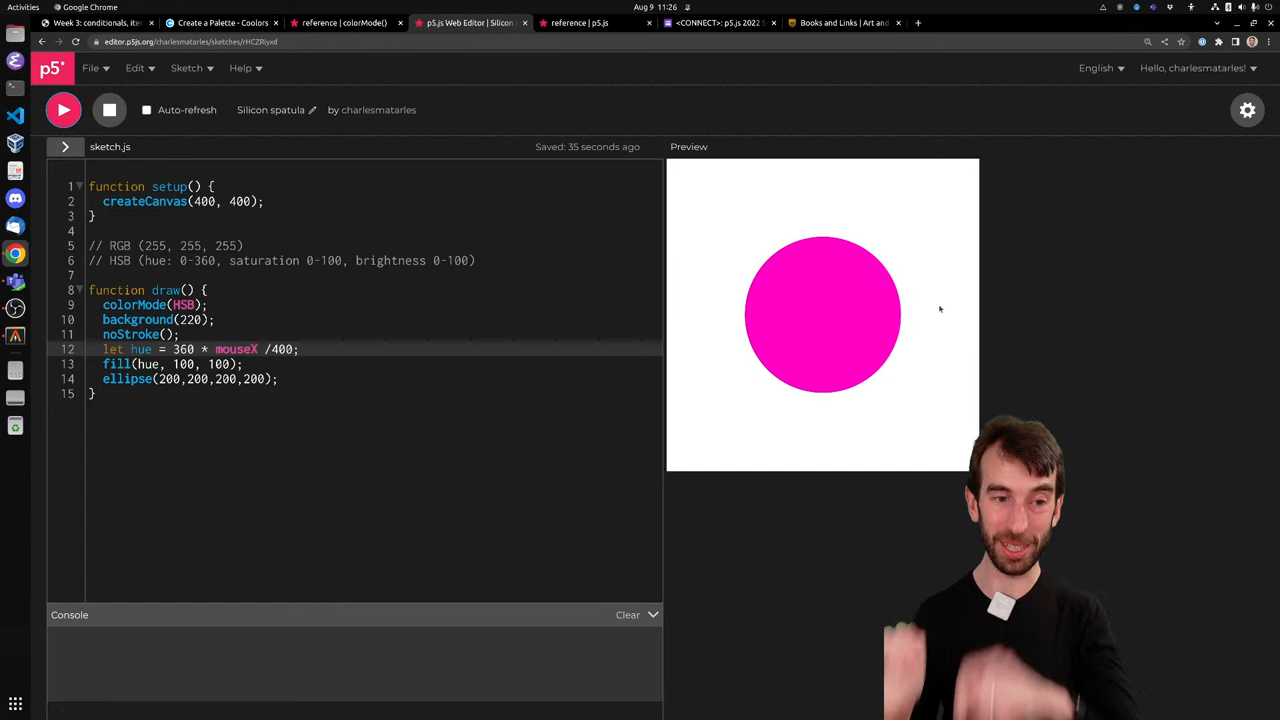 Activities
Google Chrome
Aug 9 11:26
Week 3: conditionals, iter
Create a Palette - Coolors
reference | colorMode()
p5.js Web Editor | Silicon s
reference | p5.js
<CONNECT>: p5.js 2022 S
Books and Links | Art and
editor.p5js.org/charlesmatarles/sketches/rHCZRiyxd
p5* File Edit Sketch Help English Hello, charlesmatarles!
Auto-refresh Silicon spatula by charlesmatarles
sketch.js Saved: 35 seconds ago Preview
1 function setup() {
2 createCanvas(400, 400);
3 }
4
5 // RGB (255, 255, 255)
6 // HSB (hue: 0-360, saturation 0-100, brightness 0-100)
7
8 function draw() {
9 colorMode(HSB);
10 background(220);
11 noStroke();
12 let hue = 360 * mouseX /400;
13 fill(hue, 100, 100);
14 ellipse(200,200,200,200);
15 }
Console Clear